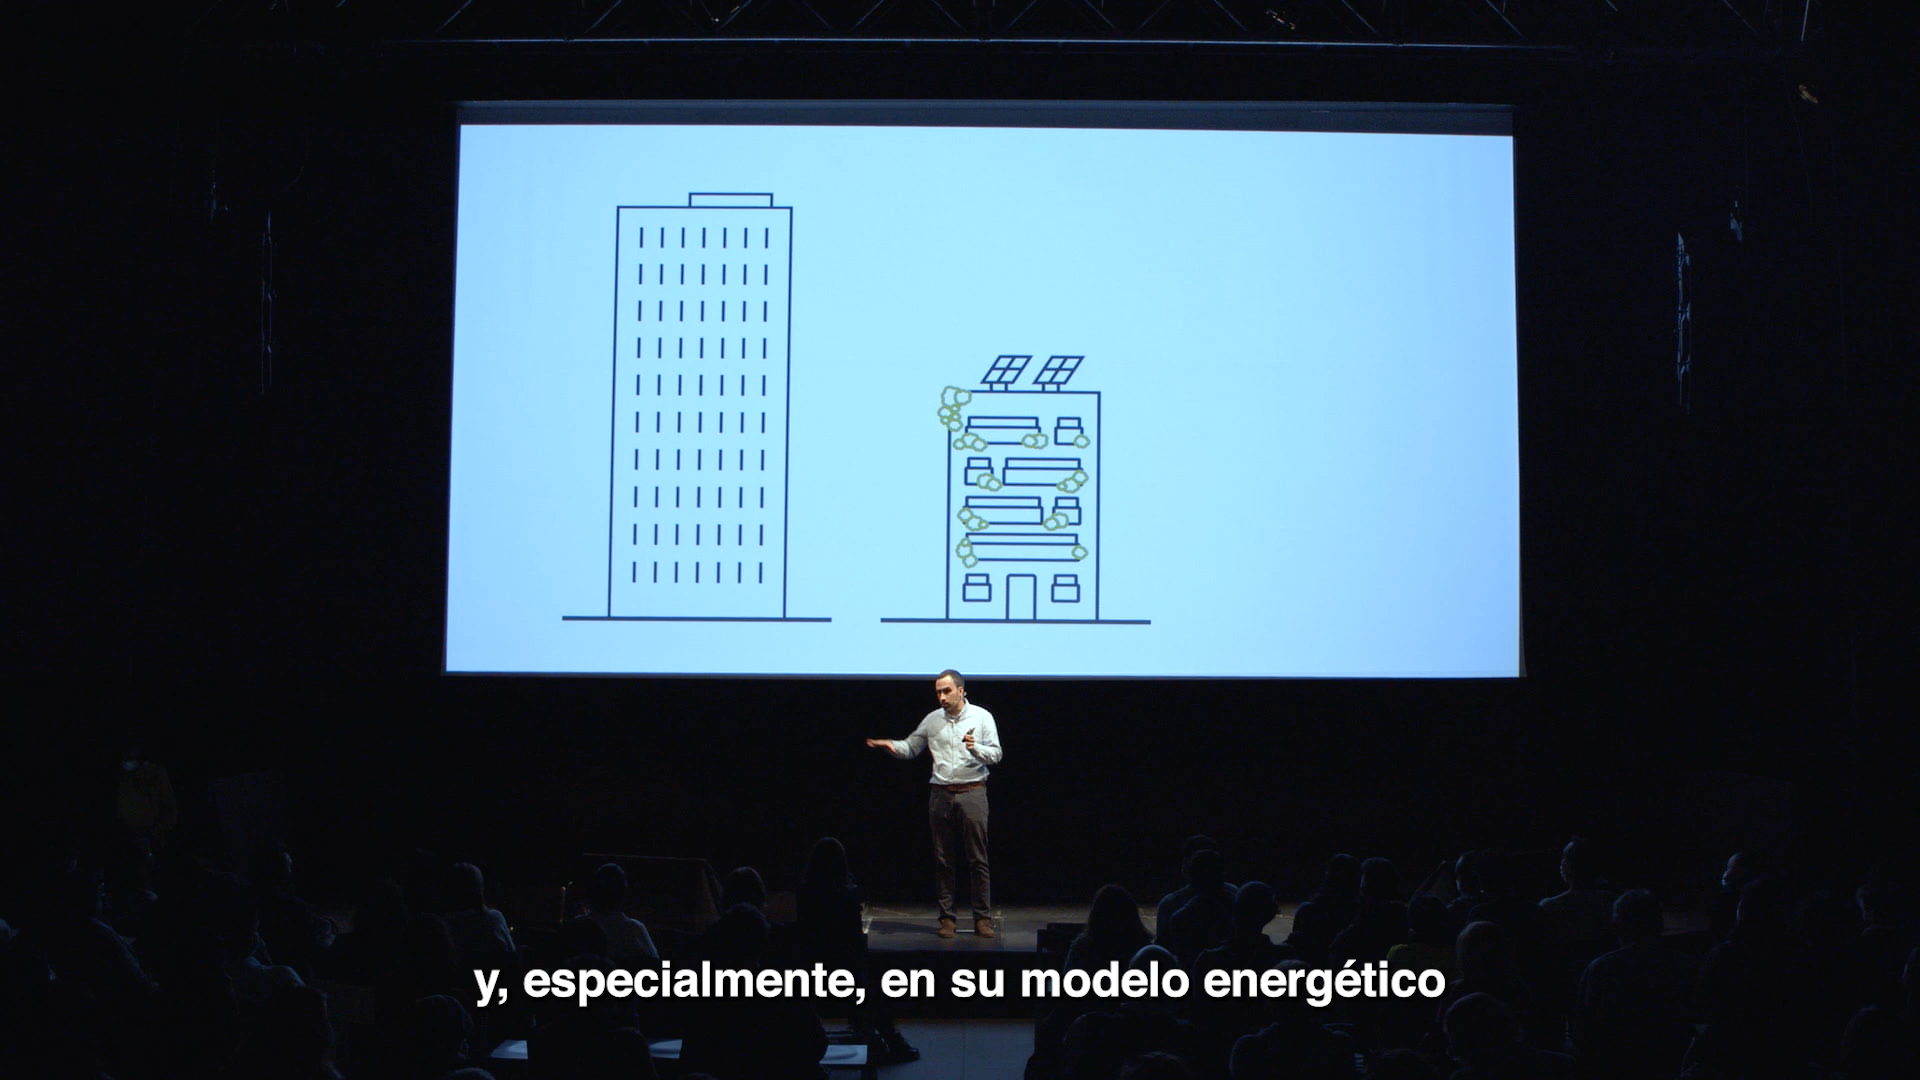 y, especialmente, en su modelo energético